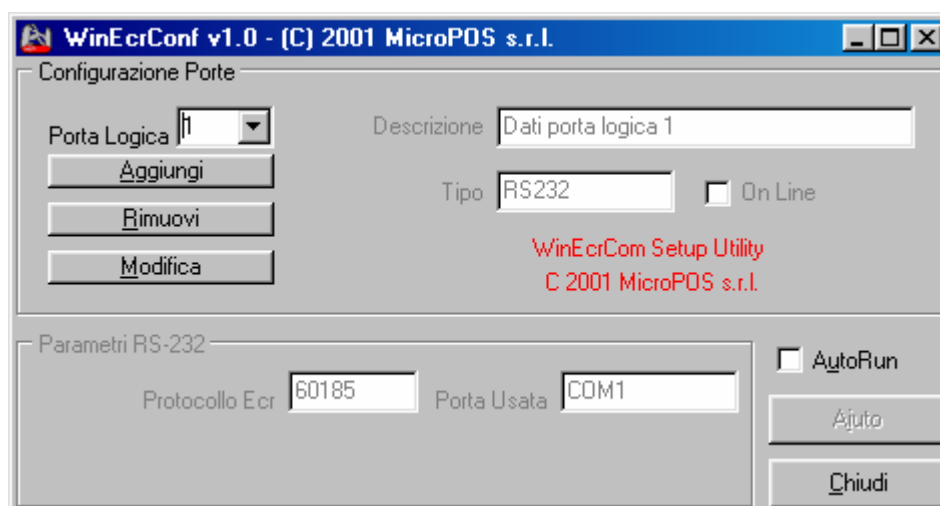 WinEcrConf v1.0 - (C) 2001 MicroPOS s.r.l.
Configurazione Porte
Porta Logica 1
Descrizione Dati porta logica 1
Aggiungi
Tipo RS232 On Line
Rimuovi
WinEcrCom Setup Utility
Modifica
C 2001 MicroPOS s.r.l.
Parametri RS-232
AutoRun
Protocollo Ecr 60185 Porta Usata COM1
Aiuto
Chiudi